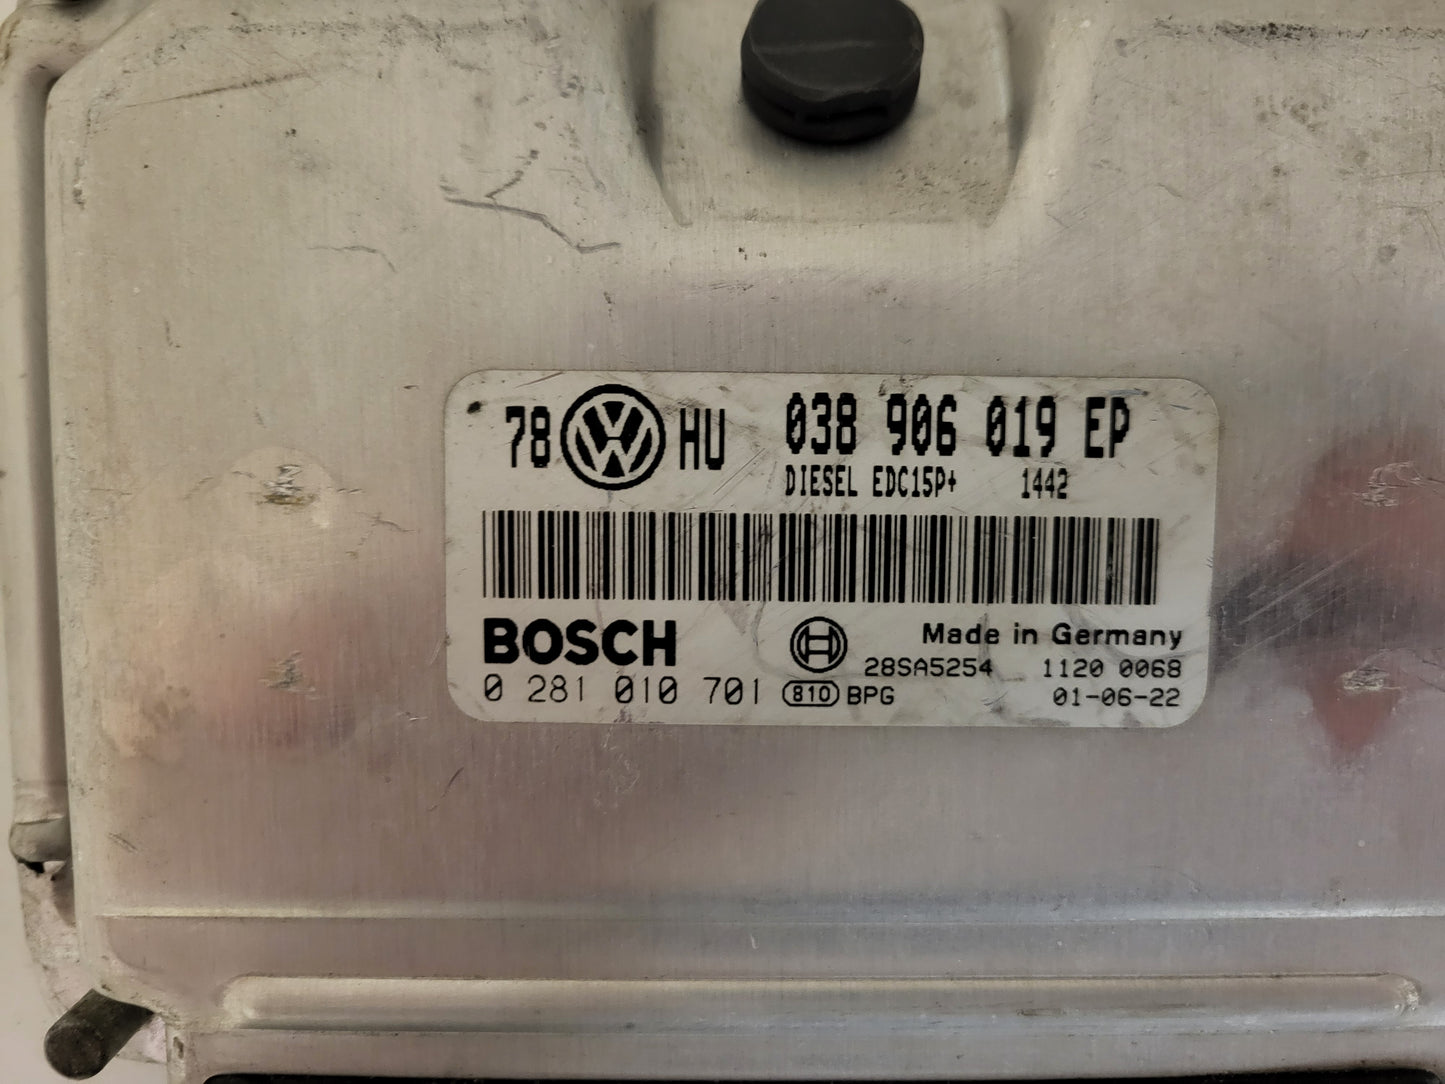 78 VW HU 038 906 019 EP
DIESEL EDC15P+ 1442
BOSCH Made in Germany
28SA5254 1120 0068
0 281 010 701 810 BPG 01-06-22